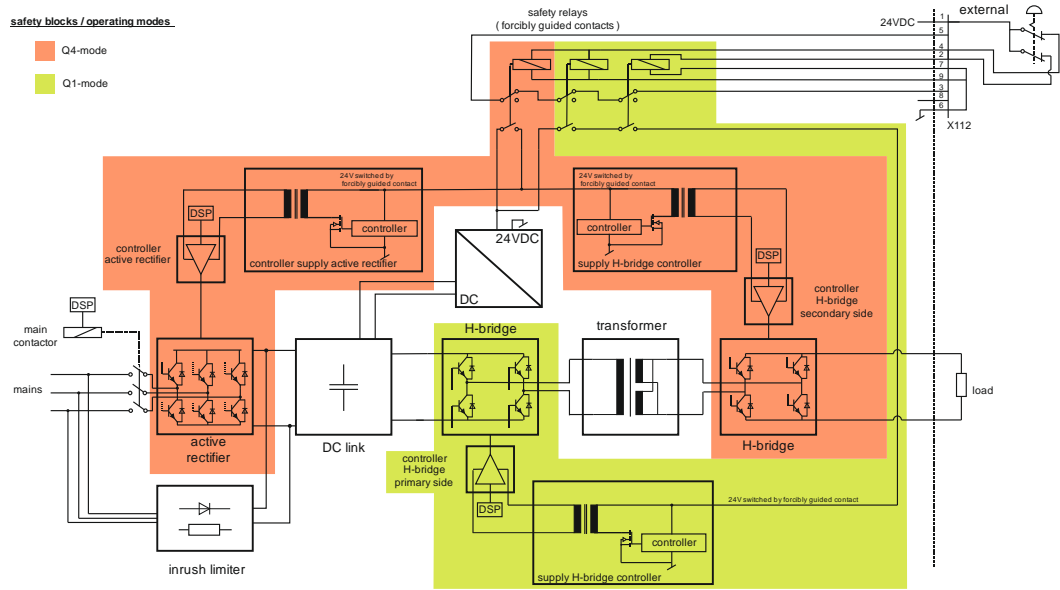 safety blocks / operating modes
Q4-mode
Q1-mode
safety relays
( forcibly guided contacts )
24VDC
external
1
5
4
2
7
9
3
8
6
X112
24V switched by
forcibly guided contact
DSP
controller
controller
active rectifier
controller supply active rectifier
24VDC
DC
24V switched by
forcibly guided contact
controller
supply H-bridge controller
DSP
controller
H-bridge
secondary side
DSP
main
contactor
mains
active
rectifier
DC link
H-bridge
transformer
H-bridge
load
controller
H-bridge
primary side
DSP
24V switched by forcibly guided contact
controller
supply H-bridge controller
inrush limiter